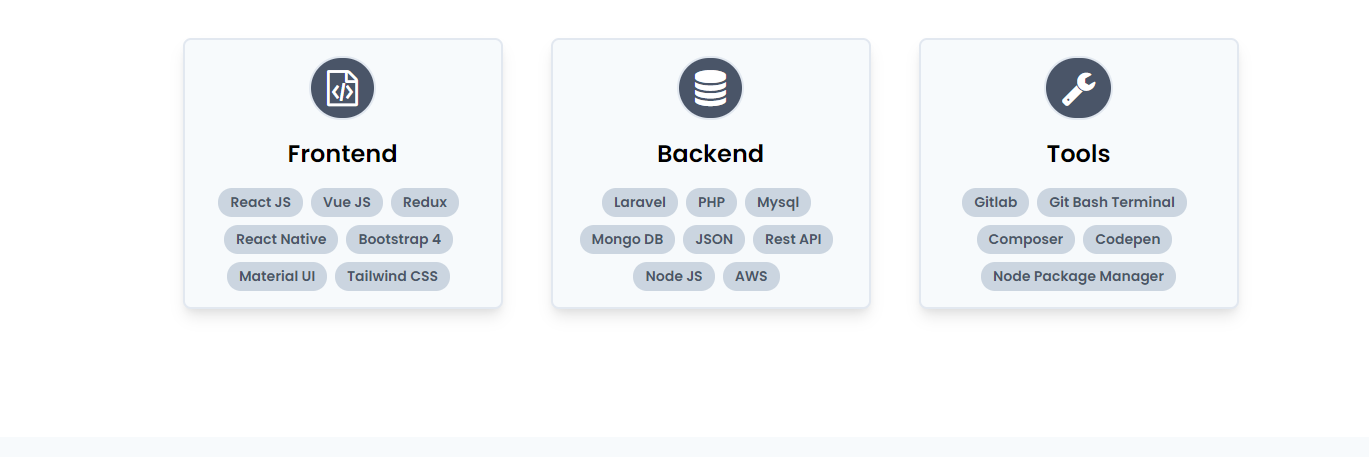 Frontend
React JS Vue JS Redux
React Native Bootstrap 4
Material UI Tailwind CSS
Backend
Laravel PHP Mysql
Mongo DB JSON Rest API
Node JS AWS
Tools
Gitlab Git Bash Terminal
Composer Codepen
Node Package Manager